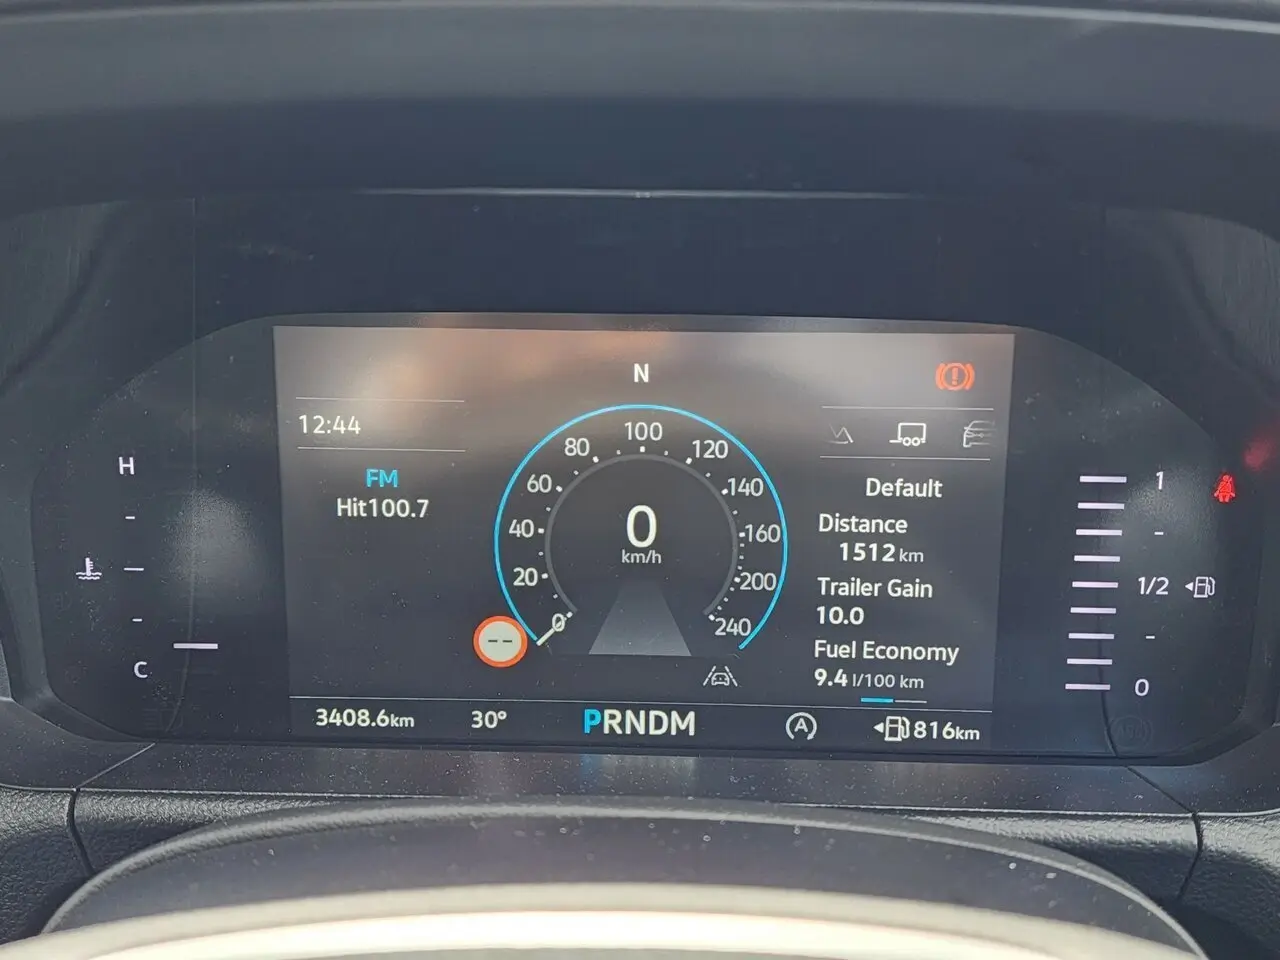 N
12:44
FM
Hit100.7
0
20
40
60
80
100
120
140
160
200
240
0
km/h
--
Default
Distance
1512 km
Trailer Gain
10.0
Fuel Economy
9.4 l/100 km
3408.6km
30°
PRNDM
A
816km
H
C
1
1/2
0